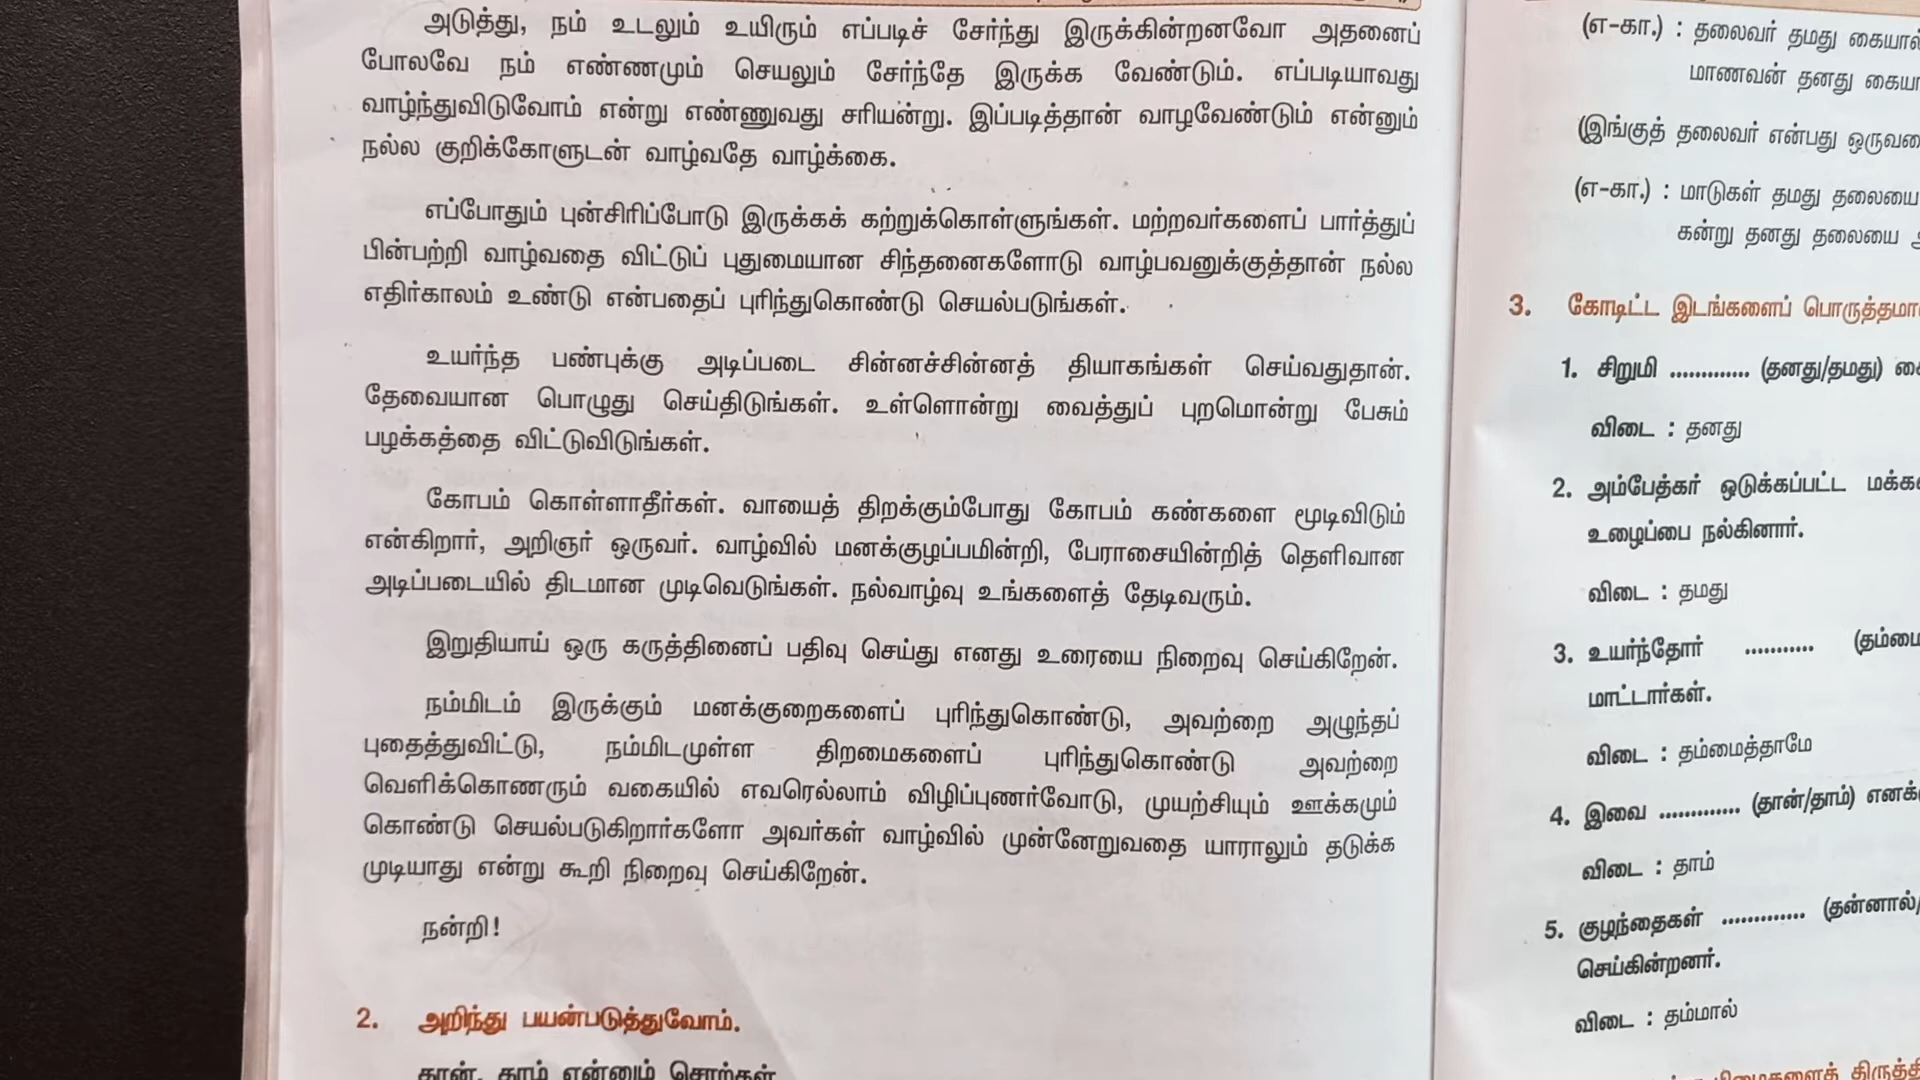 அடுத்து, நம் உடலும் உயிரும் எப்படிச் சேர்ந்து இருக்கின்றனவோ அதனைப்
போலவே நம் எண்ணமும் செயலும் சேர்ந்தே இருக்க வேண்டும். எப்படியாவது
வாழ்ந்துவிடுவோம் என்று எண்ணுவது சரியன்று. இப்படித்தான் வாழவேண்டும் என்னும்
நல்ல குறிக்கோளுடன் வாழ்வதே வாழ்க்கை.
எப்போதும் புன்சிரிப்போடு இருக்கக் கற்றுக்கொள்ளுங்கள். மற்றவர்களைப் பார்த்துப்
பின்பற்றி வாழ்வதை விட்டுப் புதுமையான சிந்தனைகளோடு வாழ்பவனுக்குத்தான் நல்ல
எதிர்காலம் உண்டு என்பதைப் புரிந்துகொண்டு செயல்படுங்கள்.
உயர்ந்த பண்புக்கு அடிப்படை சின்னச்சின்னத் தியாகங்கள் செய்வதுதான்.
தேவையான பொழுது செய்திடுங்கள். உள்ளொன்று வைத்துப் புறமொன்று பேசும்
பழக்கத்தை விட்டுவிடுங்கள்.
கோபம் கொள்ளாதீர்கள். வாயைத் திறக்கும்போது கோபம் கண்களை மூடிவிடும்
என்கிறார், அறிஞர் ஒருவர். வாழ்வில் மனக்குழப்பமின்றி, பேராசையின்றித் தெளிவான
அடிப்படையில் திடமான முடிவெடுங்கள். நல்வாழ்வு உங்களைத் தேடிவரும்.
இறுதியாய் ஒரு கருத்தினைப் பதிவு செய்து எனது உரையை நிறைவு செய்கிறேன்.
நம்மிடம் இருக்கும் மனக்குறைகளைப் புரிந்துகொண்டு, அவற்றை அழுந்தப்
புதைத்துவிட்டு, நம்மிடமுள்ள திறமைகளைப் புரிந்துகொண்டு அவற்றை
வெளிக்கொணரும் வகையில் எவரெல்லாம் விழிப்புணர்வோடு, முயற்சியும் ஊக்கமும்
கொண்டு செயல்படுகிறார்களோ அவர்கள் வாழ்வில் முன்னேறுவதை யாராலும் தடுக்க
முடியாது என்று கூறி நிறைவு செய்கிறேன்.
நன்றி!
2. அறிந்து பயன்படுத்துவோம்.
தான், தாம் என்னும் சொற்கள்
(எ-கா.) : தலைவர் தமது கையால்
மாணவன் தனது
(இங்குத் தலைவர் என்பது
(எ-கா.) : மாடுகள் தமது தலையை
கன்று தனது தலையை
3. கோடிட்ட இடங்களைப்
1. சிறுமி ............. (தனது/தமது)
விடை : தனது
2. அம்பேத்கர் ஒடுக்கப்பட்ட
உழைப்பை நல்கினார்.
விடை : தமது
3. உயர்ந்தோர் ...........
மாட்டார்கள்.
விடை : தம்மைத்தாமே
4. இவை ............. (தான்/தாம்)
விடை : தாம்
5. குழந்தைகள் ............. (தன்னால்/
செய்கின்றனர்.
விடை : தம்மால்